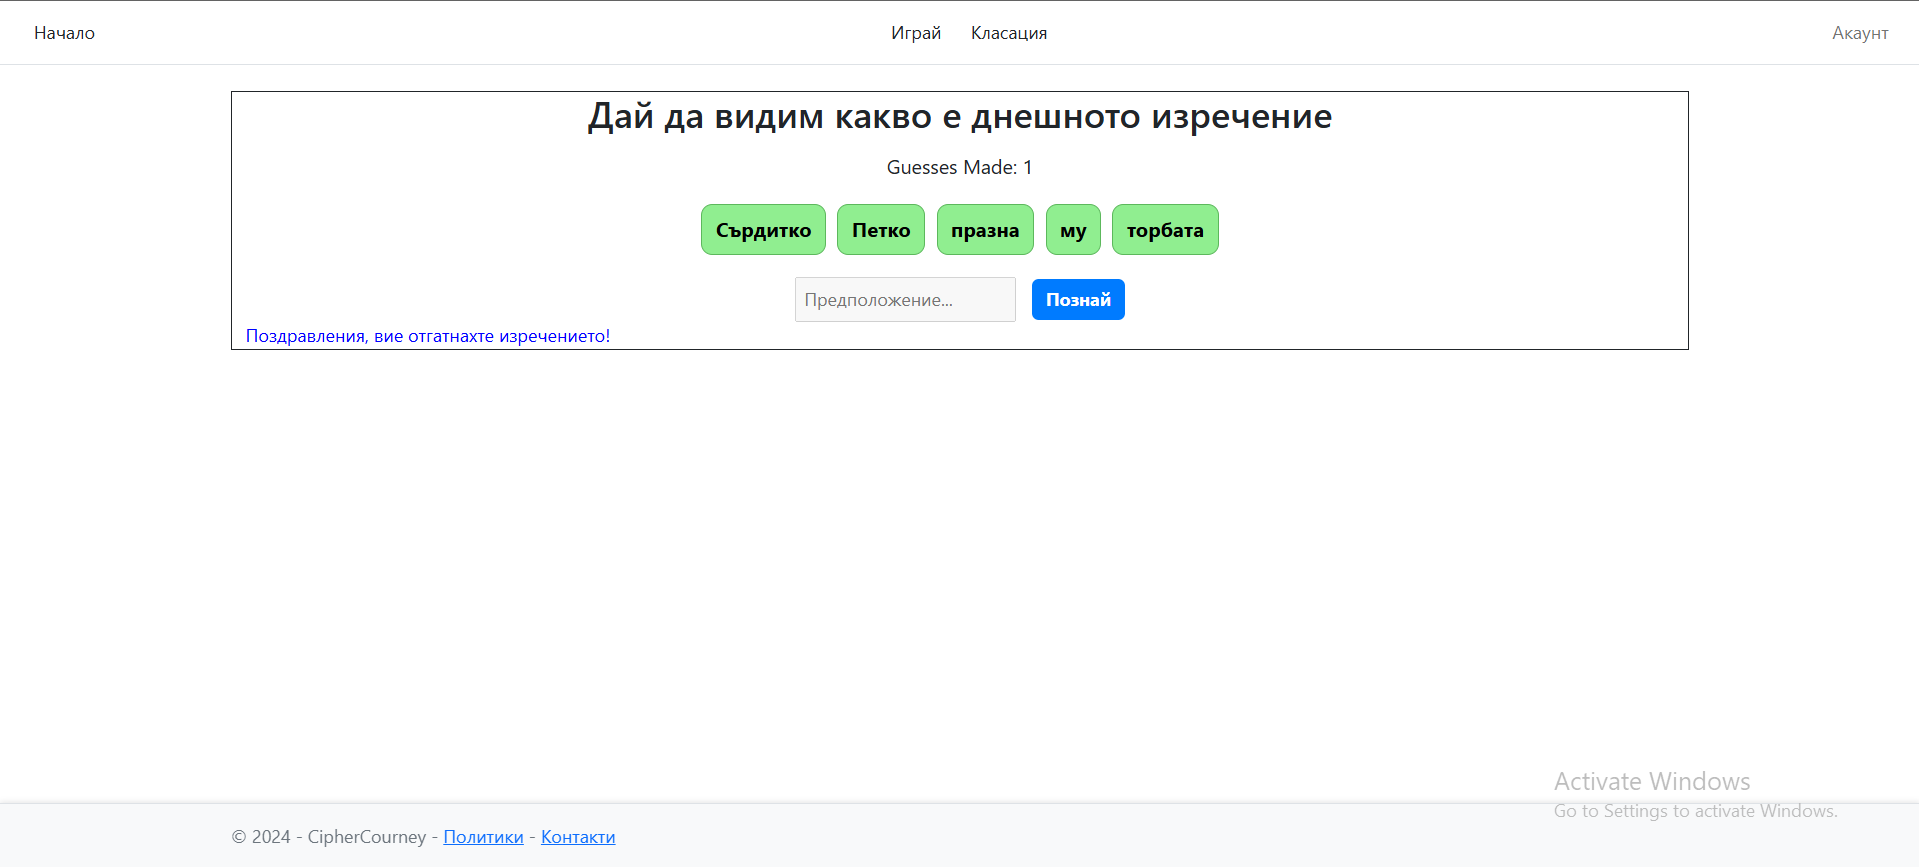 Начало Играй Класация Акаунт
Дай да видим какво е днешното изречение
Guesses Made: 1
Сърдитко Петко празна му торбата
Предположение... Познай
Поздравления, вие отгатнахте изречението!
Activate Windows
Go to Settings to activate Windows.
© 2024 - CipherCourney - Политики - Контакти